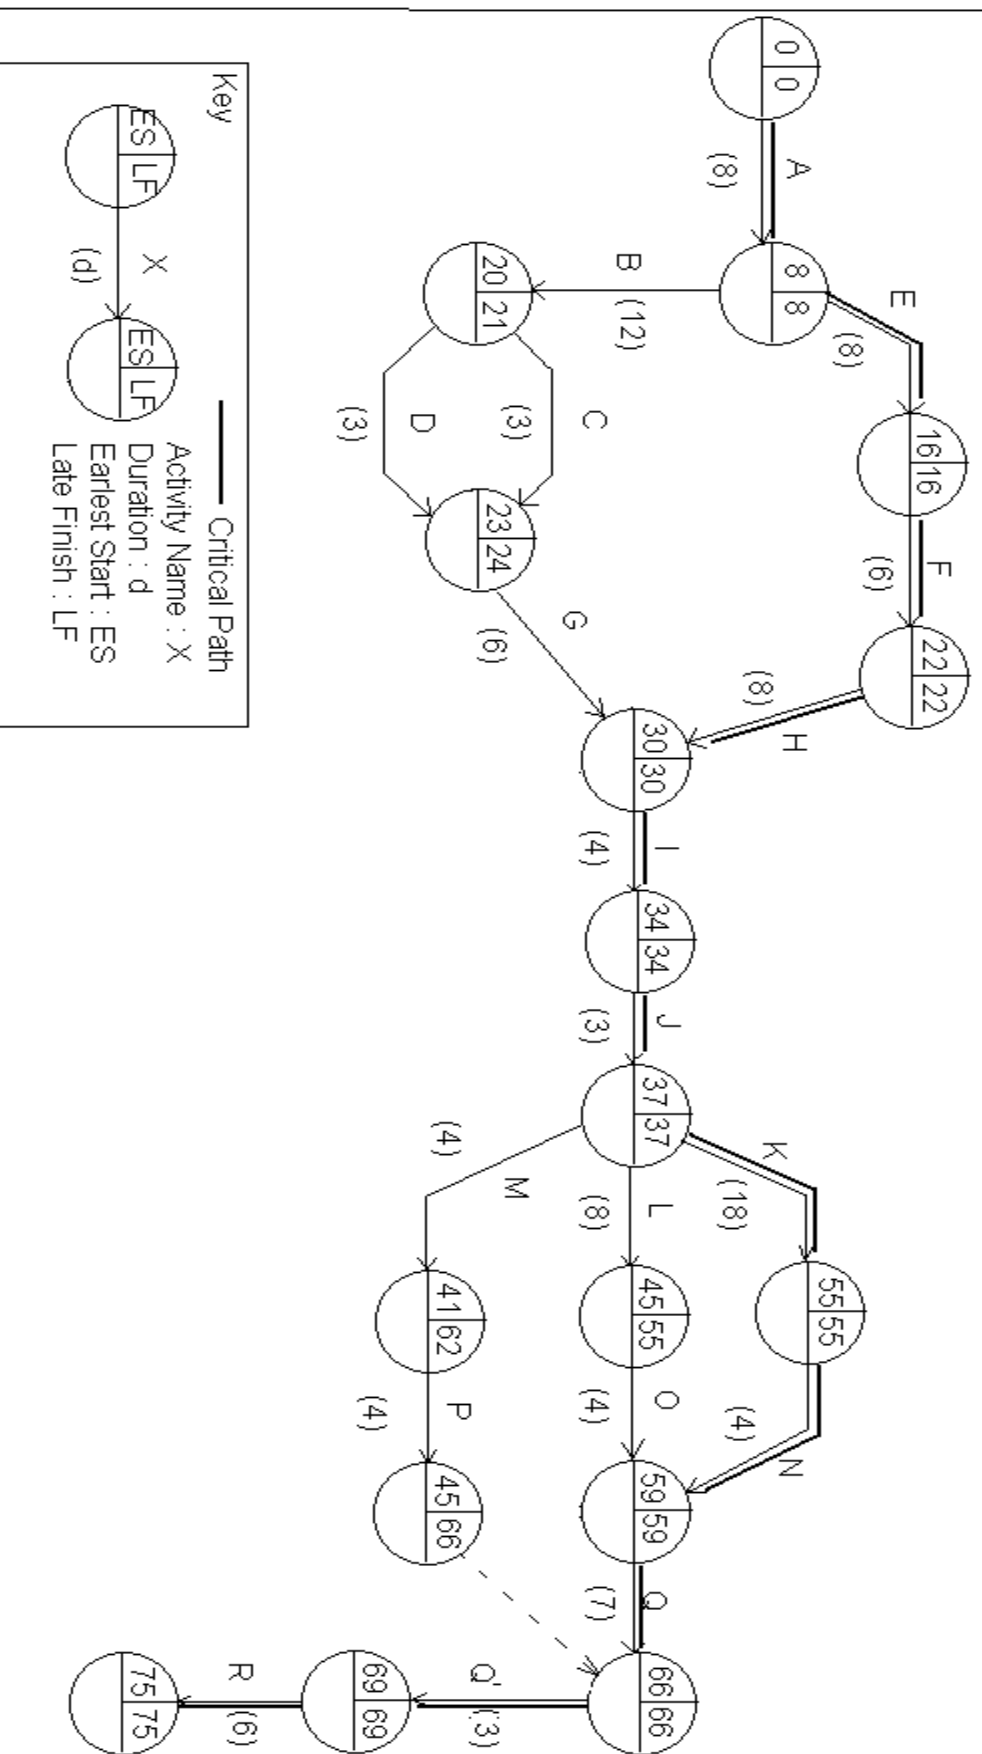 0 0
A
(8)
8 8
E
(8)
16 16
F
(6)
22 22
(8)
H
B
(12)
20 21
C
(3)
D
(3)
23 24
G
(6)
30 30
I
(4)
34 34
J
(3)
37 37
K
(18)
55 55
(4)
N
L
(8)
45 55
O
(4)
59 59
Q
(7)
66 66
M
(4)
41 62
P
(4)
45 66
Q'
(3)
69 69
R
(6)
75 75
Key
ES LF
X
(d)
ES LF
Critical Path
Activity Name : X
Duration : d
Earlest Start : ES
Late Finish : LF